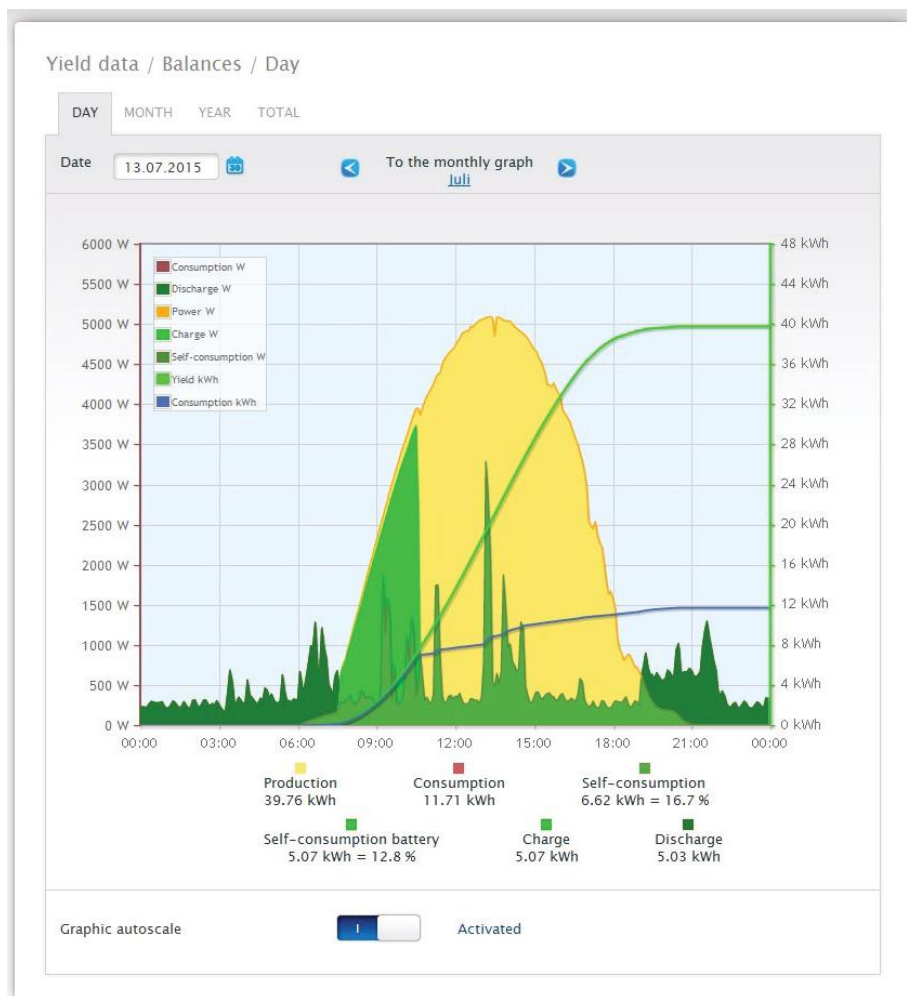 Yield data / Balances / Day
DAY MONTH YEAR TOTAL
Date 13.07.2015 30 To the monthly graph
Juli
6000 W 48 kWh
5500 W 44 kWh
5000 W 40 kWh
4500 W 36 kWh
4000 W 32 kWh
3500 W 28 kWh
3000 W 24 kWh
2500 W 20 kWh
2000 W 16 kWh
1500 W 12 kWh
1000 W 8 kWh
500 W 4 kWh
0 W 0 kWh
Consumption W
Discharge W
Power W
Charge W
Self-consumption W
Yield kWh
Consumption kWh
00:00 03:00 06:00 09:00 12:00 15:00 18:00 21:00 00:00
Production Consumption Self-consumption
39.76 kWh 11.71 kWh 6.62 kWh = 16.7 %
Self-consumption battery Charge Discharge
5.07 kWh = 12.8 % 5.07 kWh 5.03 kWh
Graphic autoscale I Activated